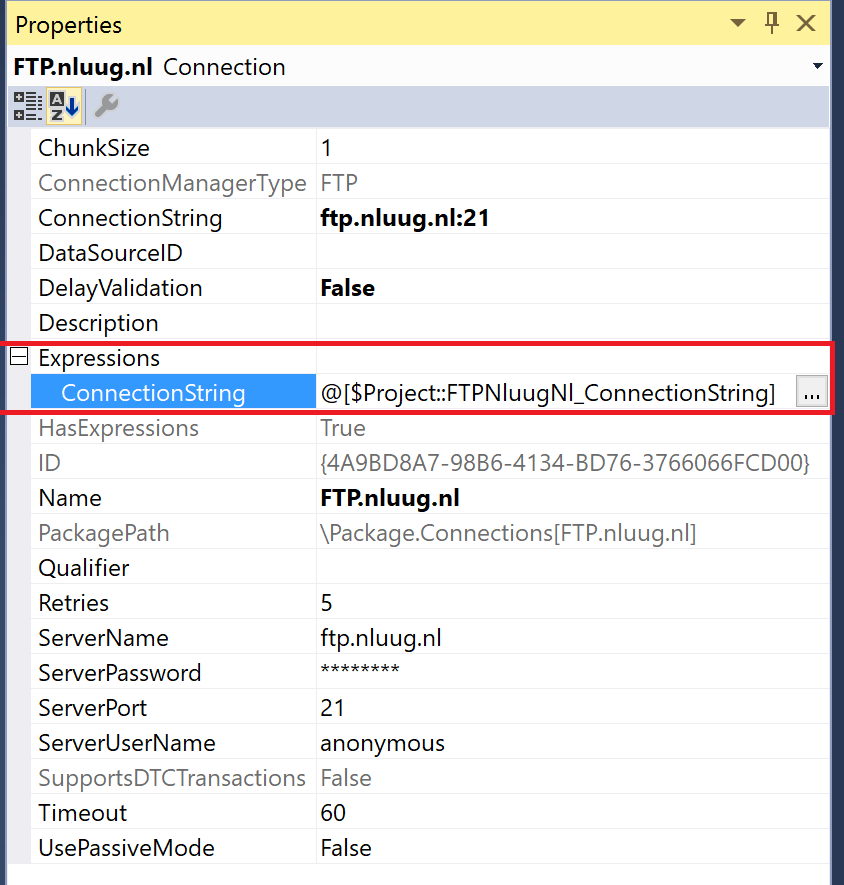 Properties
FTP.nluug.nl Connection
ChunkSize 1
ConnectionManagerType FTP
ConnectionString ftp.nluug.nl:21
DataSourceID
DelayValidation False
Description
Expressions
ConnectionString @[$Project::FTPNluugNl_ConnectionString] ...
HasExpressions True
ID {4A9BD8A7-98B6-4134-BD76-3766066FCD00}
Name FTP.nluug.nl
PackagePath \Package.Connections[FTP.nluug.nl]
Qualifier
Retries 5
ServerName ftp.nluug.nl
ServerPassword ********
ServerPort 21
ServerUserName anonymous
SupportsDTCTransactions False
Timeout 60
UsePassiveMode False